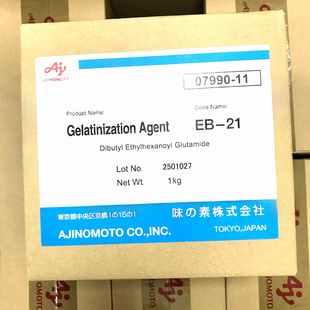 Aj
AJINOMOTO
07990-11
Product Name:
Code Name:
Gelatinization Agent
EB-21
Dibutyl Ethylhexanoyl Glutamide
Lot No. 2501027
Net Wt. 1kg
東京都中央区京橋1の15の1
味の素株式会社
AJINOMOTO CO.,INC.
TOKYO,JAPAN